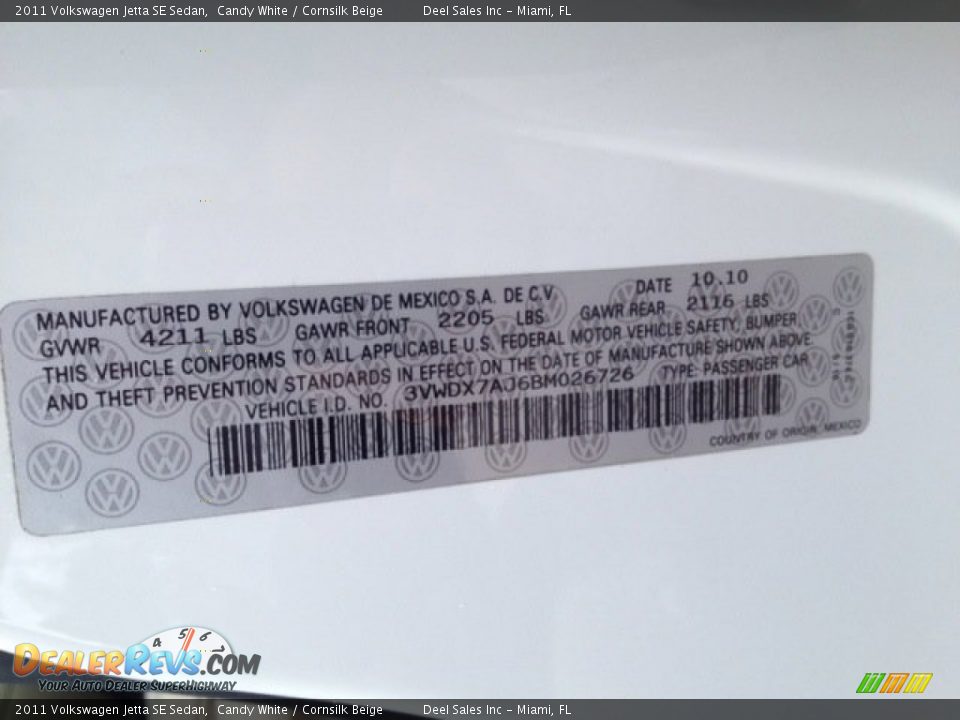 2011 Volkswagen Jetta SE Sedan, Candy White / Cornsilk Beige Deel Sales Inc - Miami, FL
MANUFACTURED BY VOLKSWAGEN DE MEXICO S.A. DE C.V. DATE 10.10
GVWR 4211 LBS GAWR FRONT 2205 LBS GAWR REAR 2116 LBS
THIS VEHICLE CONFORMS TO ALL APPLICABLE U.S. FEDERAL MOTOR VEHICLE SAFETY, BUMPER
AND THEFT PREVENTION STANDARDS IN EFFECT ON THE DATE OF MANUFACTURE SHOWN ABOVE.
VEHICLE I.D. NO. 3VWDX7AJ6BM026726 TYPE: PASSENGER CAR
COUNTRY OF ORIGIN: MEXICO
4 5 6
DEALERREVS.COM
YOUR AUTO DEALER SUPERHIGHWAY
2011 Volkswagen Jetta SE Sedan, Candy White / Cornsilk Beige Deel Sales Inc - Miami, FL